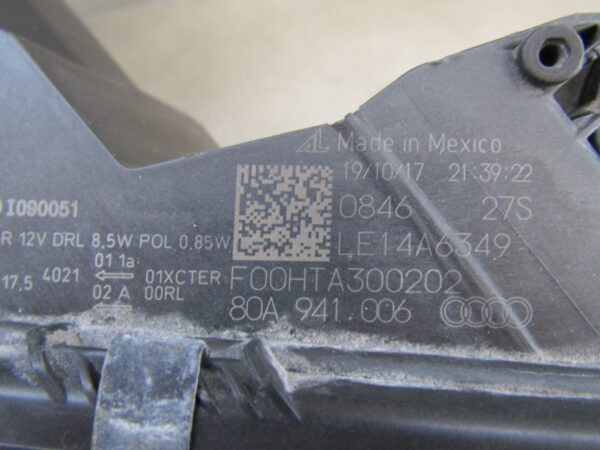 AL Made in Mexico
19/10/17 21:39:22
0846 27S
LE14A6349
F00HTA300202
80A 941.006
I090051
R 12V DRL 8,5W POL 0,85W
01 1a:
17,5 4021 01XCTER
02 A 00RL